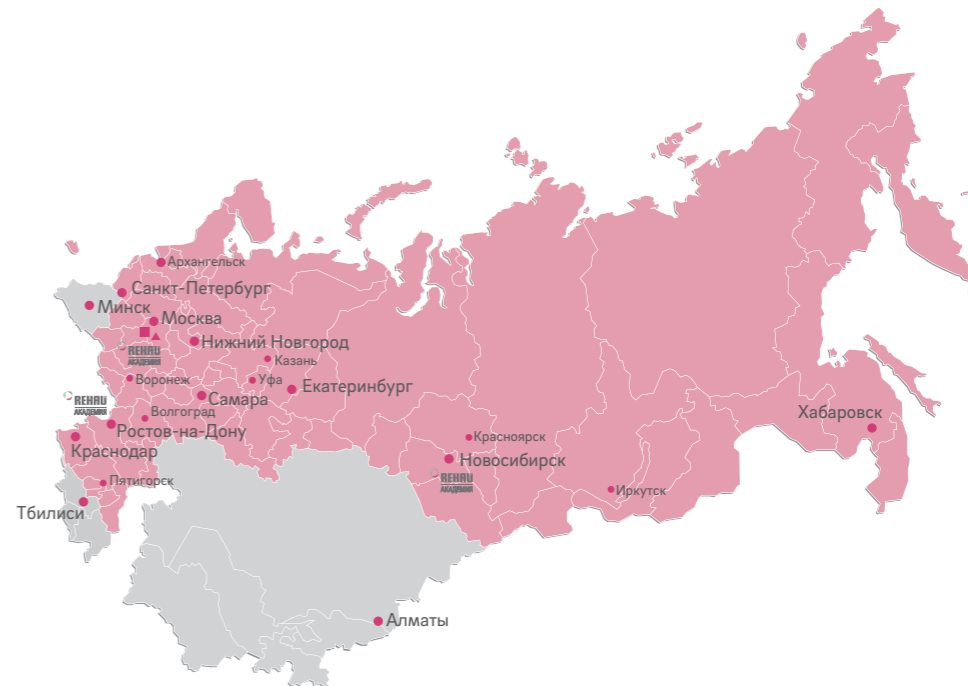 Архангельск
Санкт-Петербург
Минск
Москва
Нижний Новгород
REHAU
АКАДЕМИЯ
Казань
Воронеж
Уфа
Екатеринбург
REHAU
АКАДЕМИЯ
Самара
Волгоград
Хабаровск
Ростов-на-Дону
Красноярск
Краснодар
Новосибирск
Пятигорск
REHAU
АКАДЕМИЯ
Иркутск
Тбилиси
Алматы